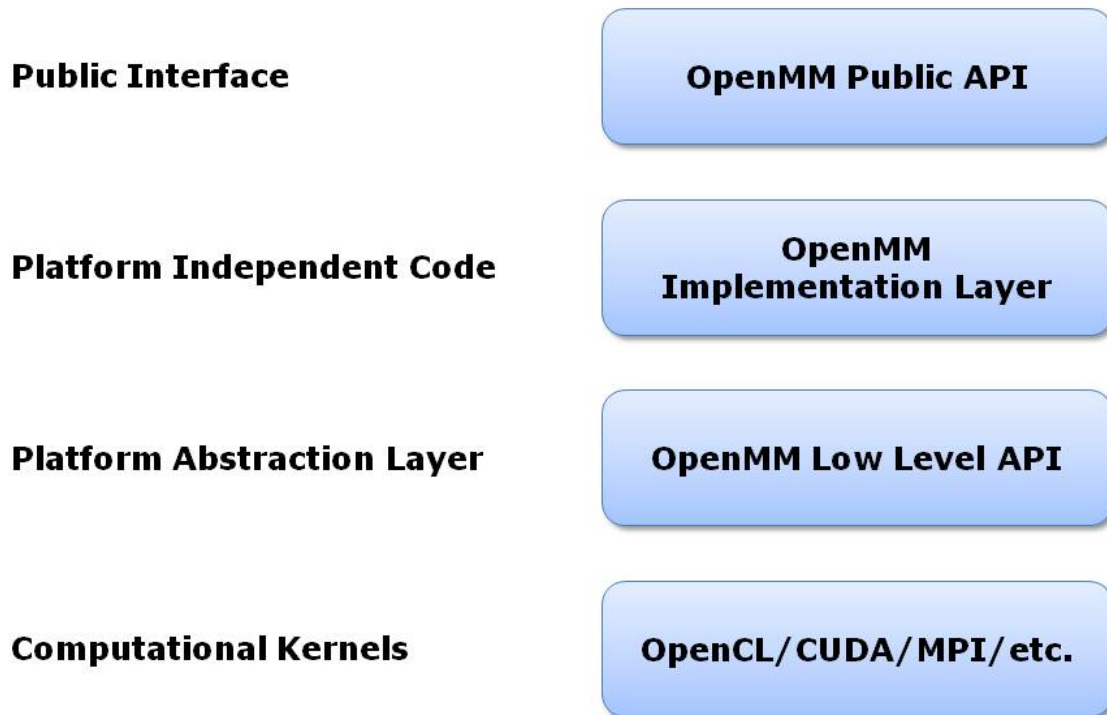 Public Interface
OpenMM Public API
Platform Independent Code
OpenMM
Implementation Layer
Platform Abstraction Layer
OpenMM Low Level API
Computational Kernels
OpenCL/CUDA/MPI/etc.